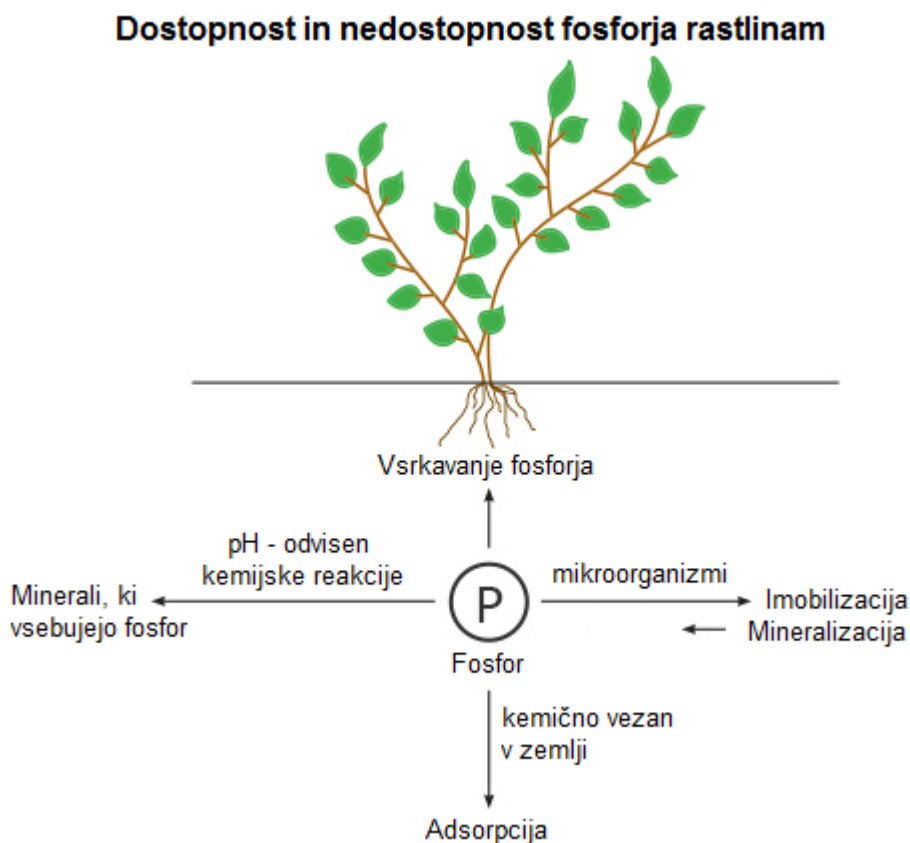 Dostopnost in nedostopnost fosforja rastlinam
Vsrkavanje fosforja
pH - odvisen
kemijske reakcije
mikroorganizmi
Minerali, ki
vsebujejo fosfor
P
Imobilizacija
Mineralizacija
Fosfor
kemično vezan
v zemlji
Adsorpcija